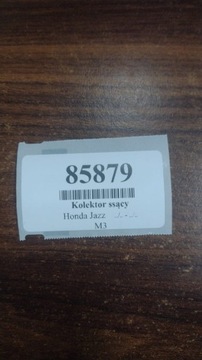 85879
Kolektor ssący
Honda Jazz
M3